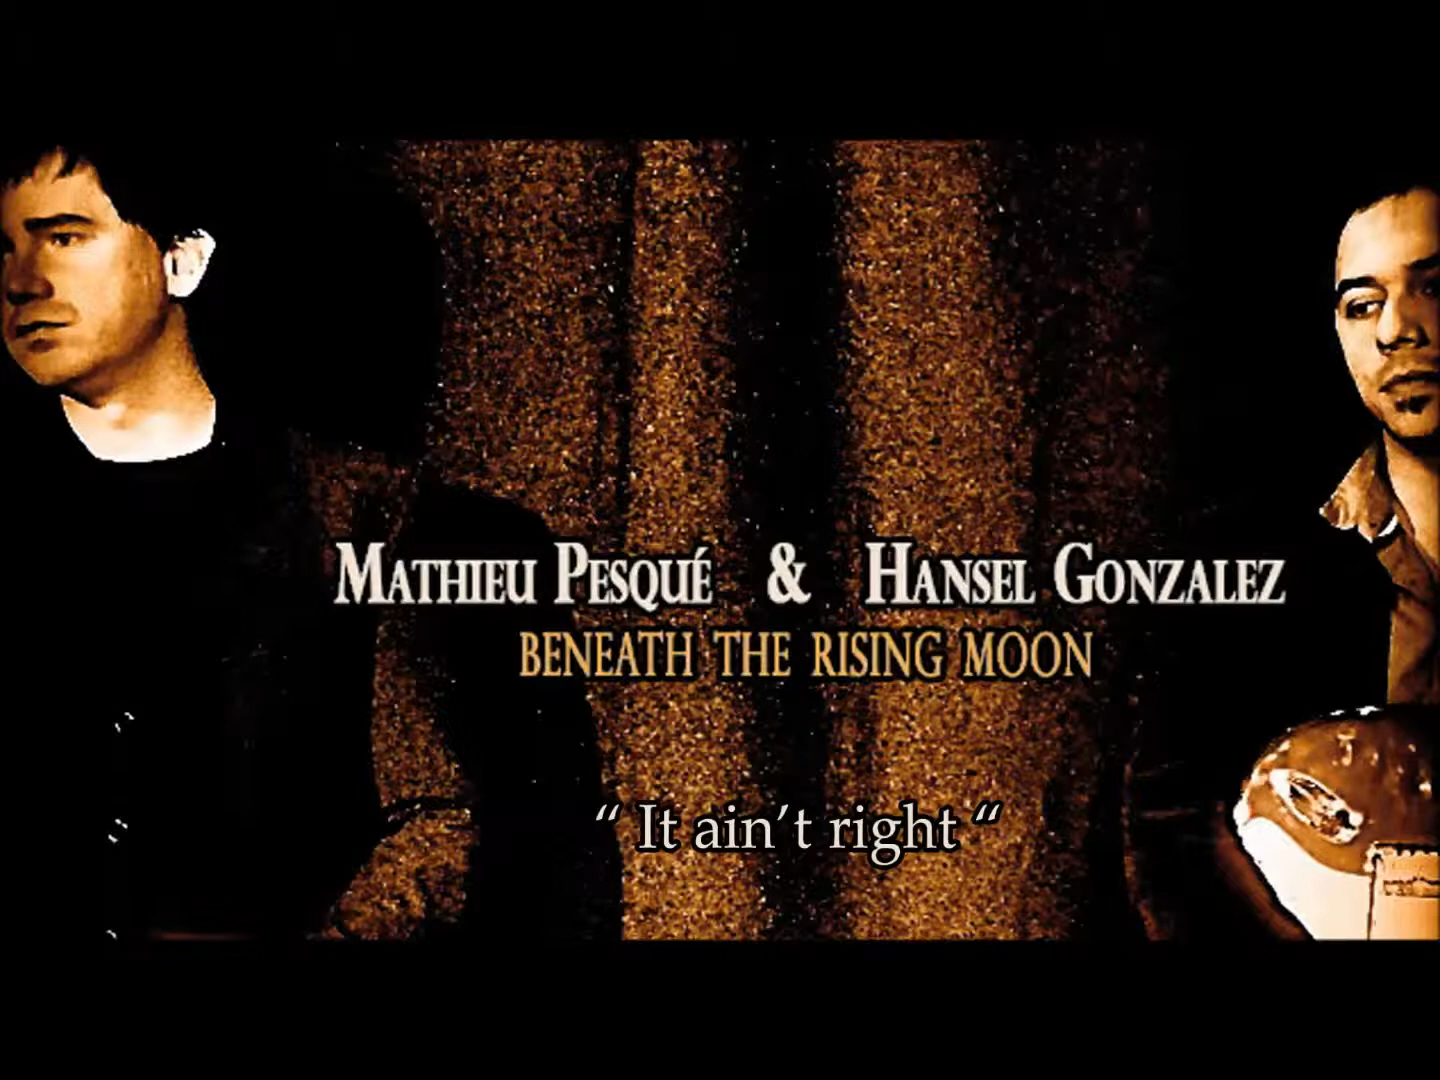 MATHIEU PESQUÉ & HANSEL GONZALEZ
BENEATH THE RISING MOON
“ It ain’t right “